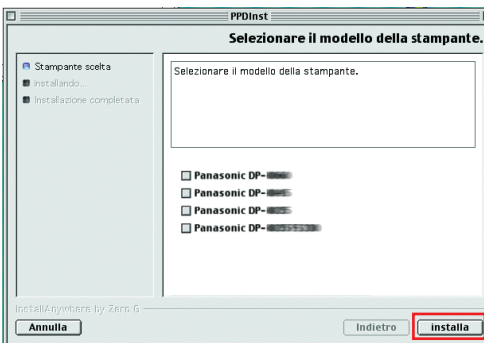 PPDInst
Selezionare il modello della stampante.
Stampante scelta
installando...
Installazione completata
Selezionare il modello della stampante.
Panasonic DP-
Panasonic DP-
Panasonic DP-
Panasonic DP-
InstallAnywhere by Zero G
Annulla
Indietro
installa